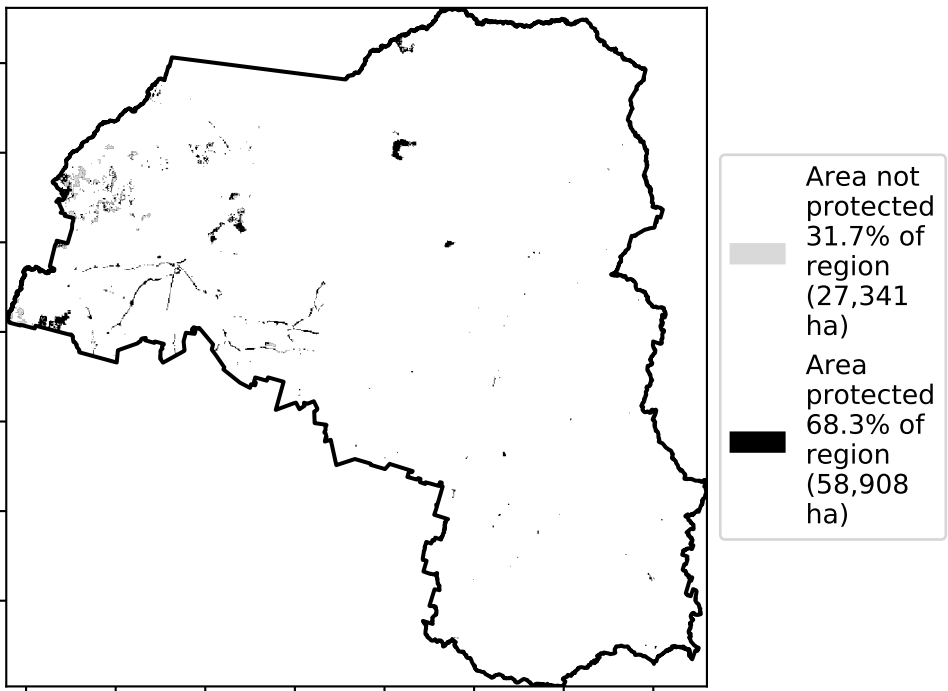 Area not
protected
31.7% of
region
(27,341
ha)
Area
protected
68.3% of
region
(58,908
ha)